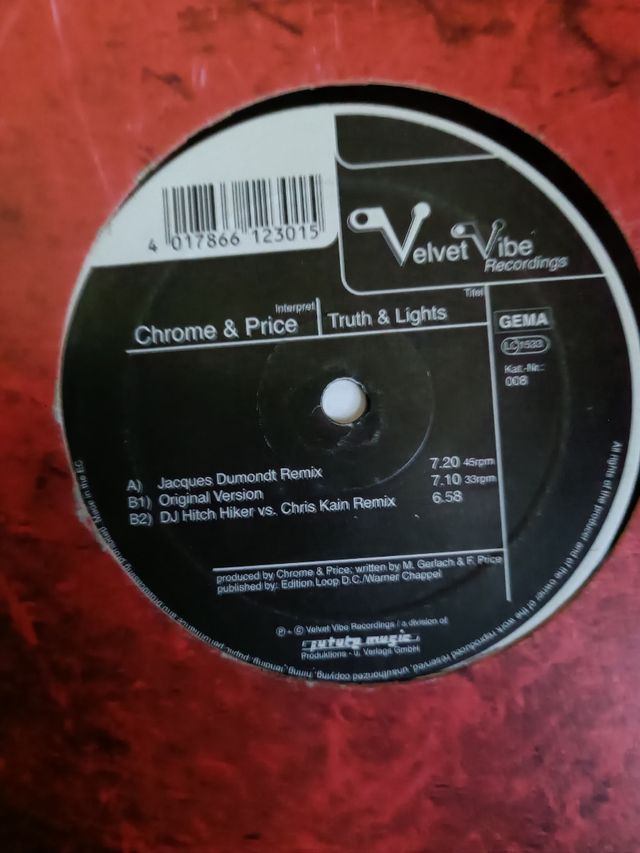 4 017866 123015
Velvet Vibe
Recordings
Interpret
Chrome & Price
Titel
Truth & Lights
GEMA
LC 1533
Kat.-Nr.:
008
A) Jacques Dumondt Remix 7.20 45rpm
B1) Original Version 7.10 33rpm
B2) DJ Hitch Hiker vs. Chris Kain Remix 6.58
produced by Chrome & Price; written by M. Gerlach & F. Price
published by: Edition Loop D.C./Warner Chappel
℗ + © Velvet Vibe Recordings / a division of
future music
Produktions - u. Verlags GmbH
All rights of the producer and of the owner of the work reproduced reserved, unauthorized copying, hiring, lending, public performance and broadcasting prohibited. Made in the EC